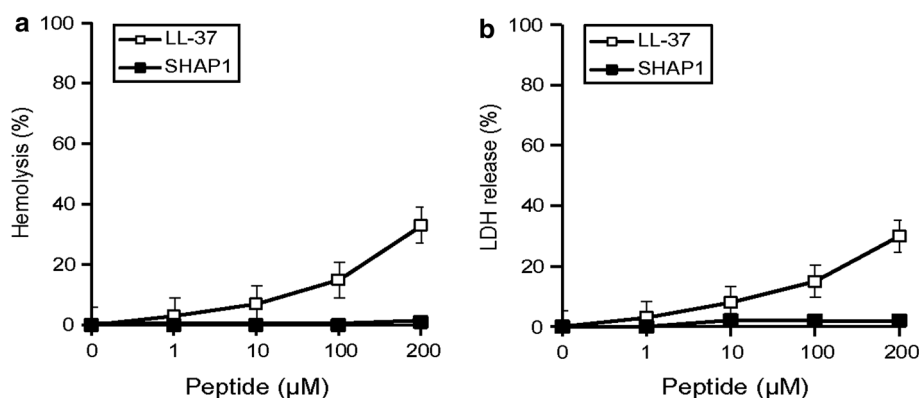 a
LL-37
SHAP1
Hemolysis (%)
100
80
60
40
20
0
0 1 10 100 200
Peptide (µM)
b
LL-37
SHAP1
LDH release (%)
100
80
60
40
20
0
0 1 10 100 200
Peptide (µM)